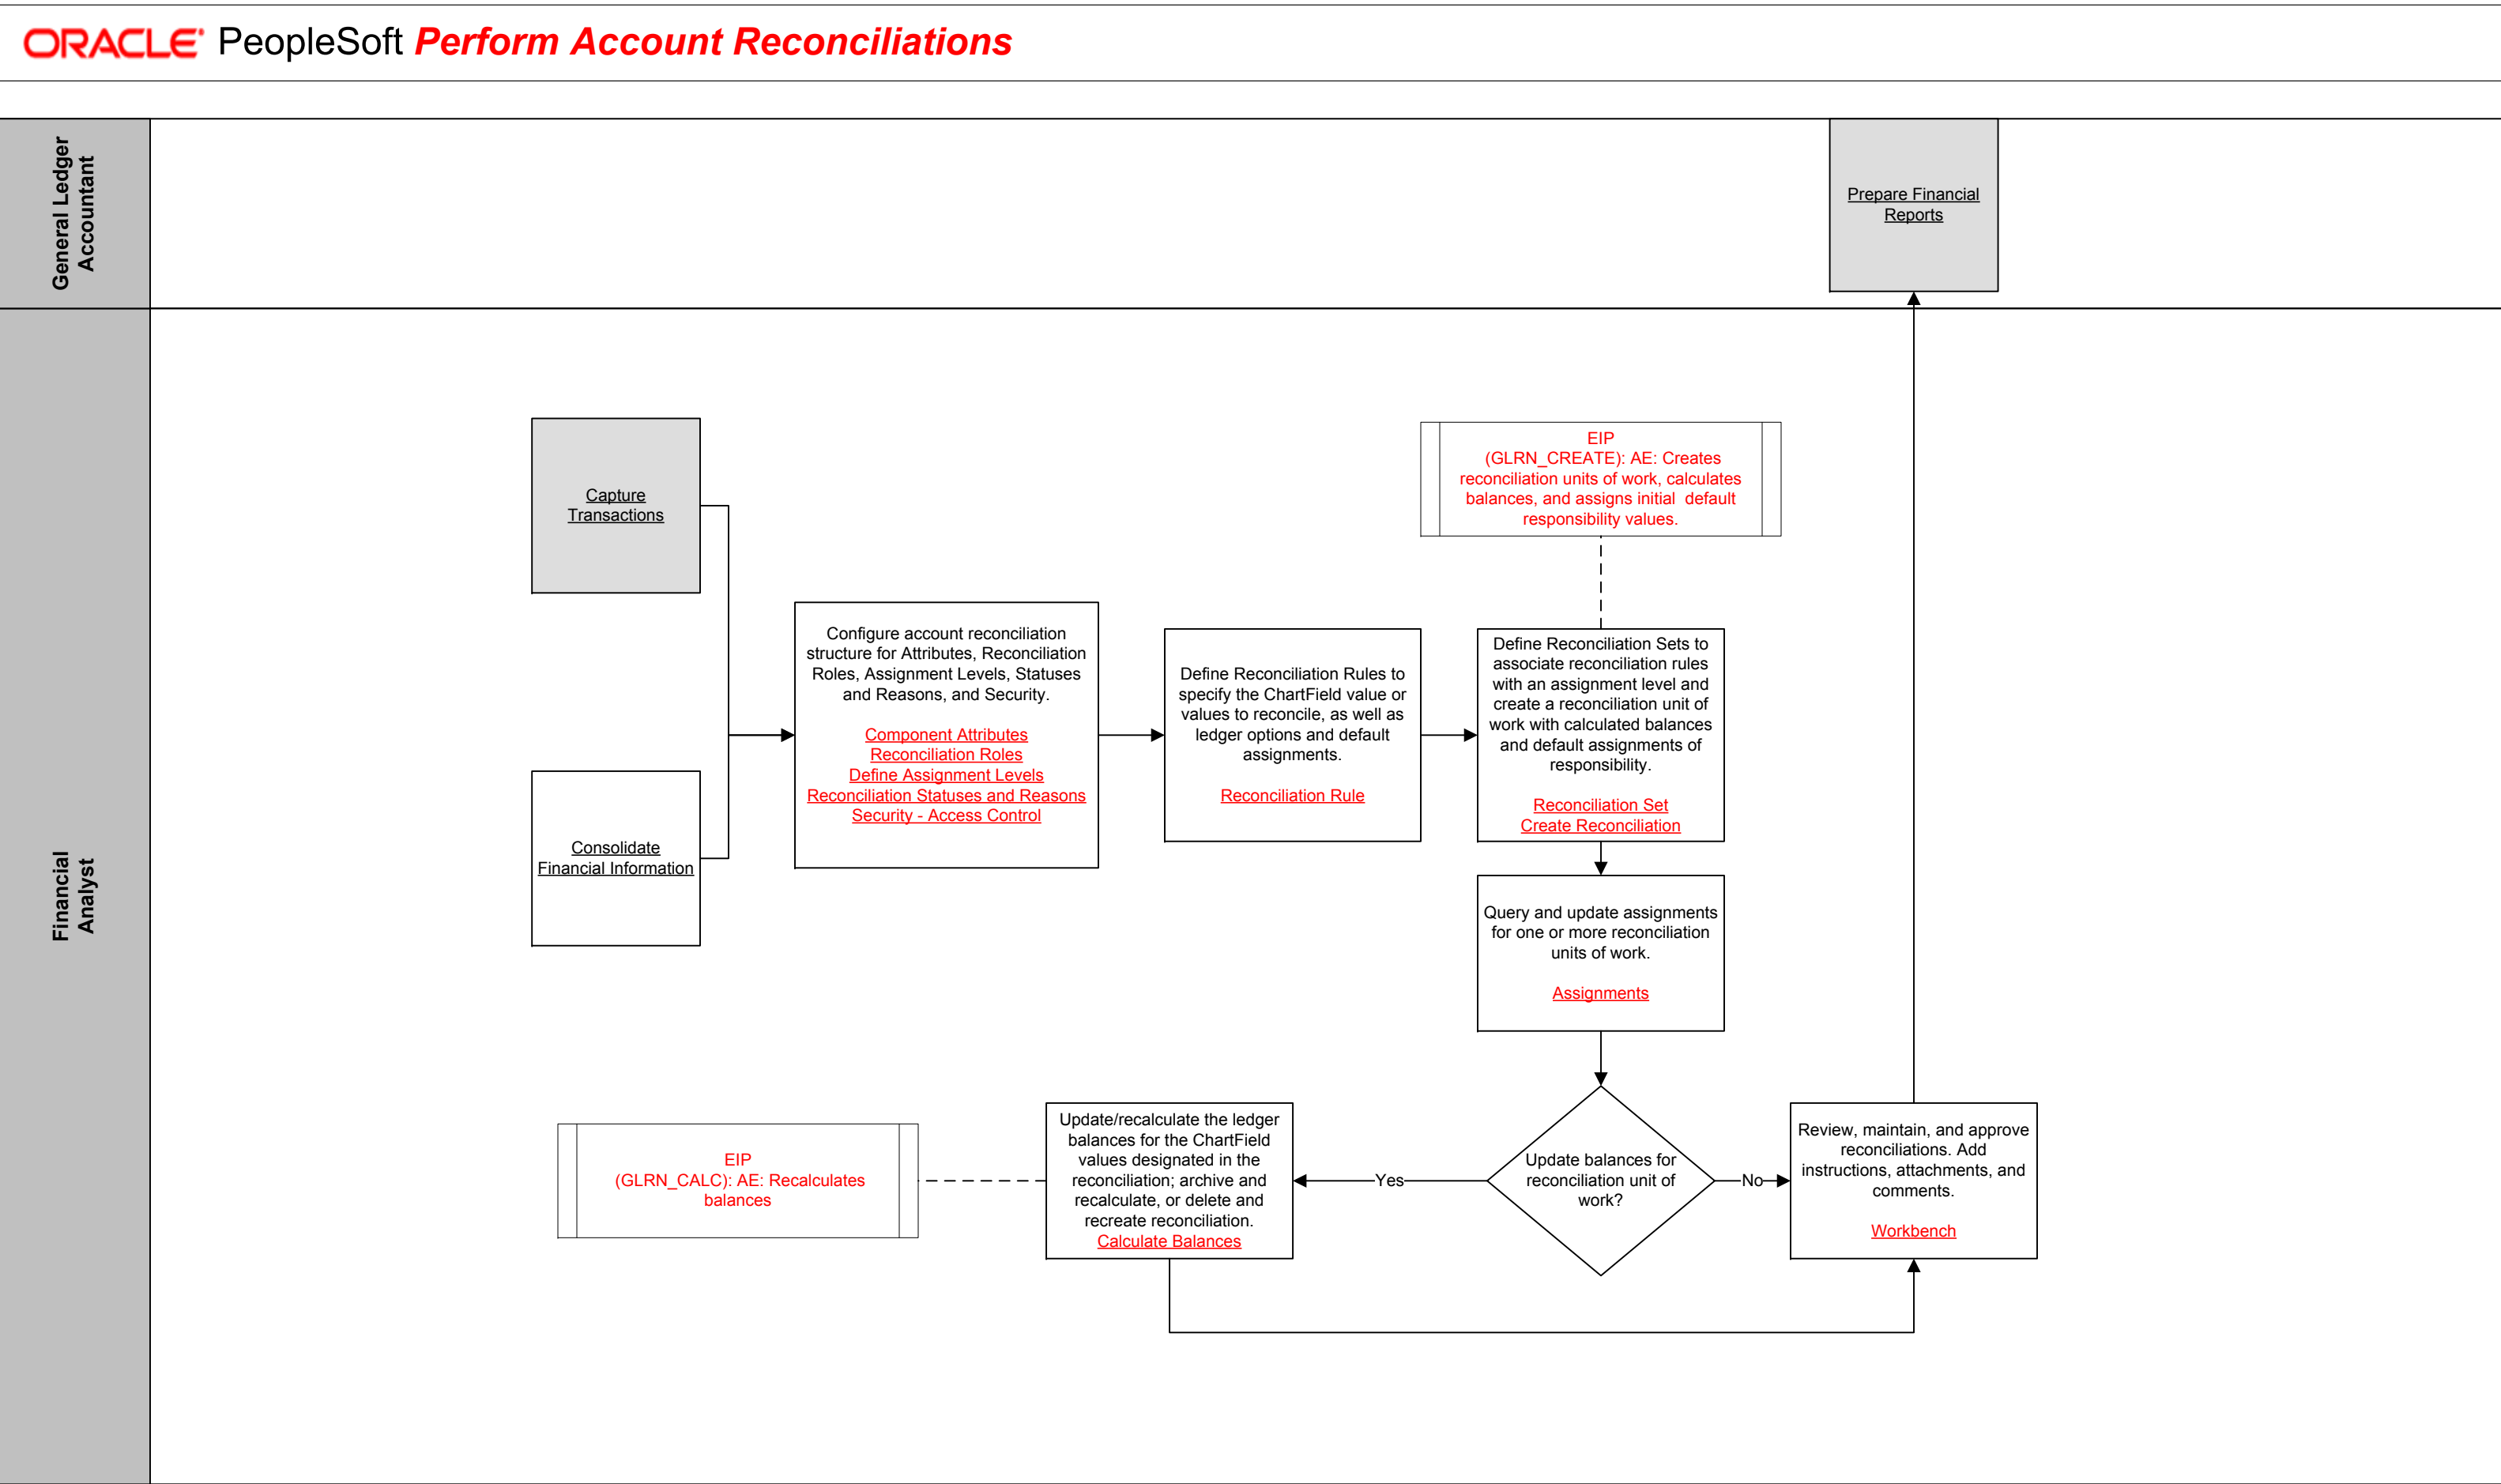 ORACLE PeopleSoft Perform Account Reconciliations
General Ledger
Accountant
Prepare Financial
Reports
Financial
Analyst
Capture
Transactions
Consolidate
Financial Information
Configure account reconciliation
structure for Attributes, Reconciliation
Roles, Assignment Levels, Statuses
and Reasons, and Security.
Component Attributes
Reconciliation Roles
Define Assignment Levels
Reconciliation Statuses and Reasons
Security - Access Control
Define Reconciliation Rules to
specify the ChartField value or
values to reconcile, as well as
ledger options and default
assignments.
Reconciliation Rule
EIP
(GLRN_CREATE): AE: Creates
reconciliation units of work, calculates
balances, and assigns initial  default
responsibility values.
Define Reconciliation Sets to
associate reconciliation rules
with an assignment level and
create a reconciliation unit of
work with calculated balances
and default assignments of
responsibility.
Reconciliation Set
Create Reconciliation
Query and update assignments
for one or more reconciliation
units of work.
Assignments
Update balances for
reconciliation unit of
work?
Yes
No
Update/recalculate the ledger
balances for the ChartField
values designated in the
reconciliation; archive and
recalculate, or delete and
recreate reconciliation.
Calculate Balances
EIP
(GLRN_CALC): AE: Recalculates
balances
Review, maintain, and approve
reconciliations. Add
instructions, attachments, and
comments.
Workbench